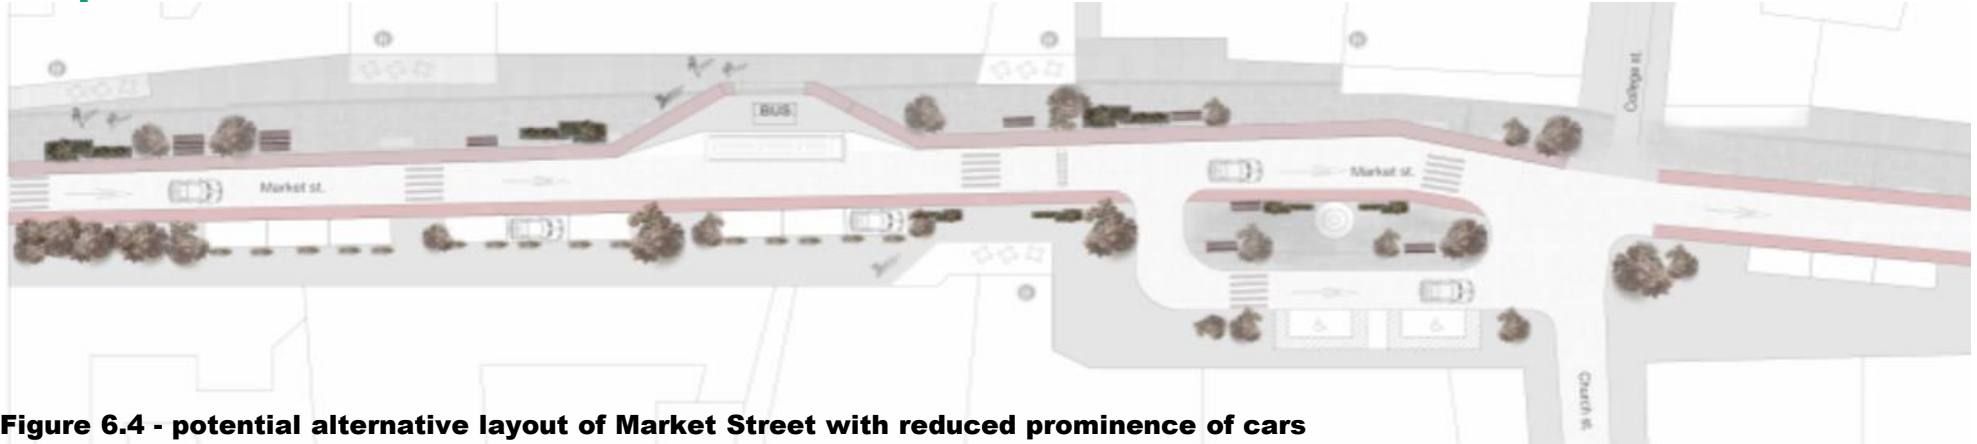 College st.
BUS
Market st.
Market st.
Church st.
Figure 6.4 - potential alternative layout of Market Street with reduced prominence of cars